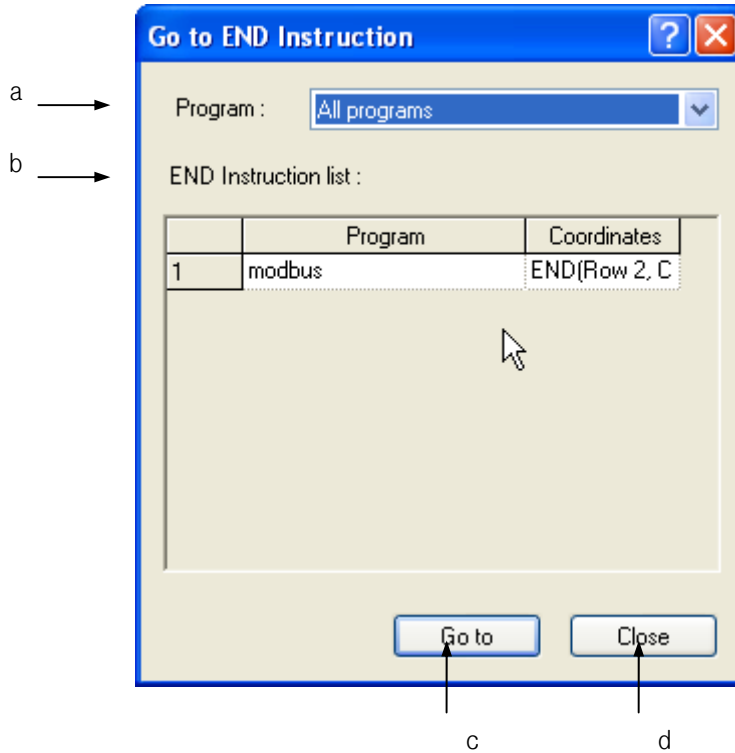 Go to END Instruction
a
Program :
All programs
b
END Instruction list :
Program Coordinates
1 modbus END(Row 2, C
Go to Close
c d